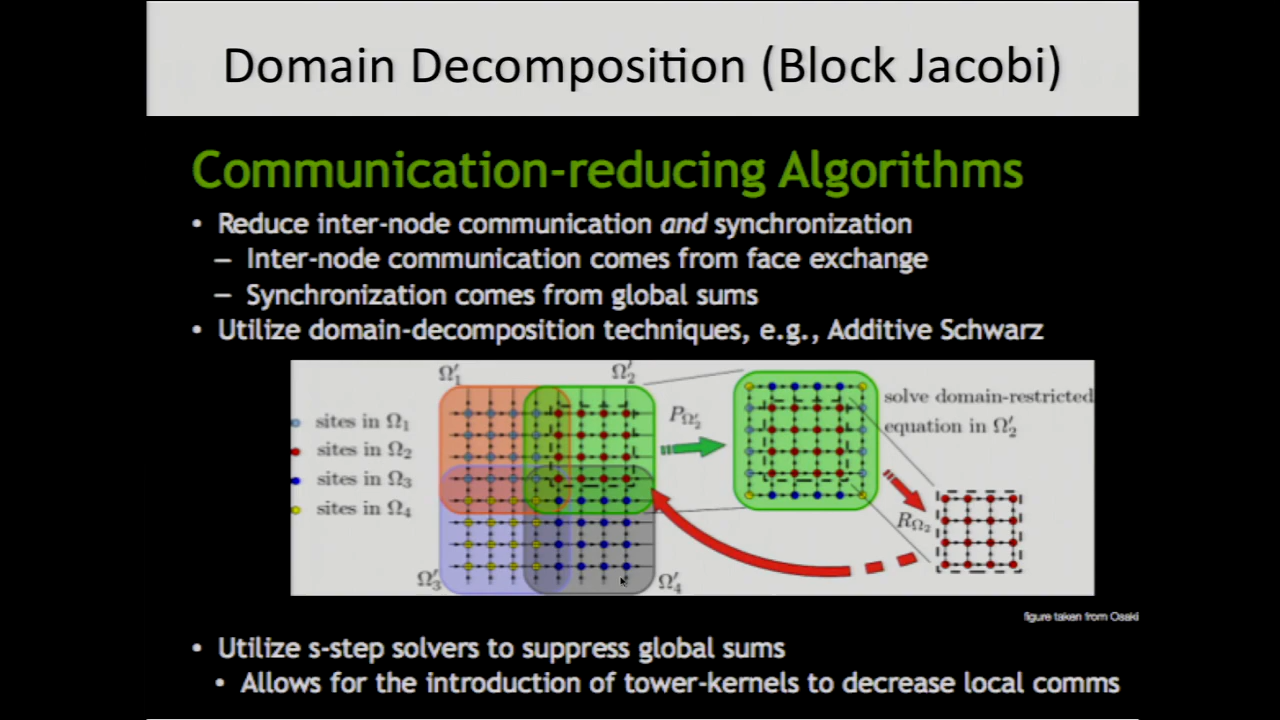 Domain Decomposition (Block Jacobi)
Communication-reducing Algorithms
• Reduce inter-node communication and synchronization
– Inter-node communication comes from face exchange
– Synchronization comes from global sums
• Utilize domain-decomposition techniques, e.g., Additive Schwarz
Ω′₁
Ω′₂
sites in Ω₁
sites in Ω₂
sites in Ω₃
sites in Ω₄
P_Ω′₂
solve domain-restricted
equation in Ω′₂
R_Ω₂
Ω′₃
Ω′₄
figure taken from Osaki
• Utilize s-step solvers to suppress global sums
• Allows for the introduction of tower-kernels to decrease local comms